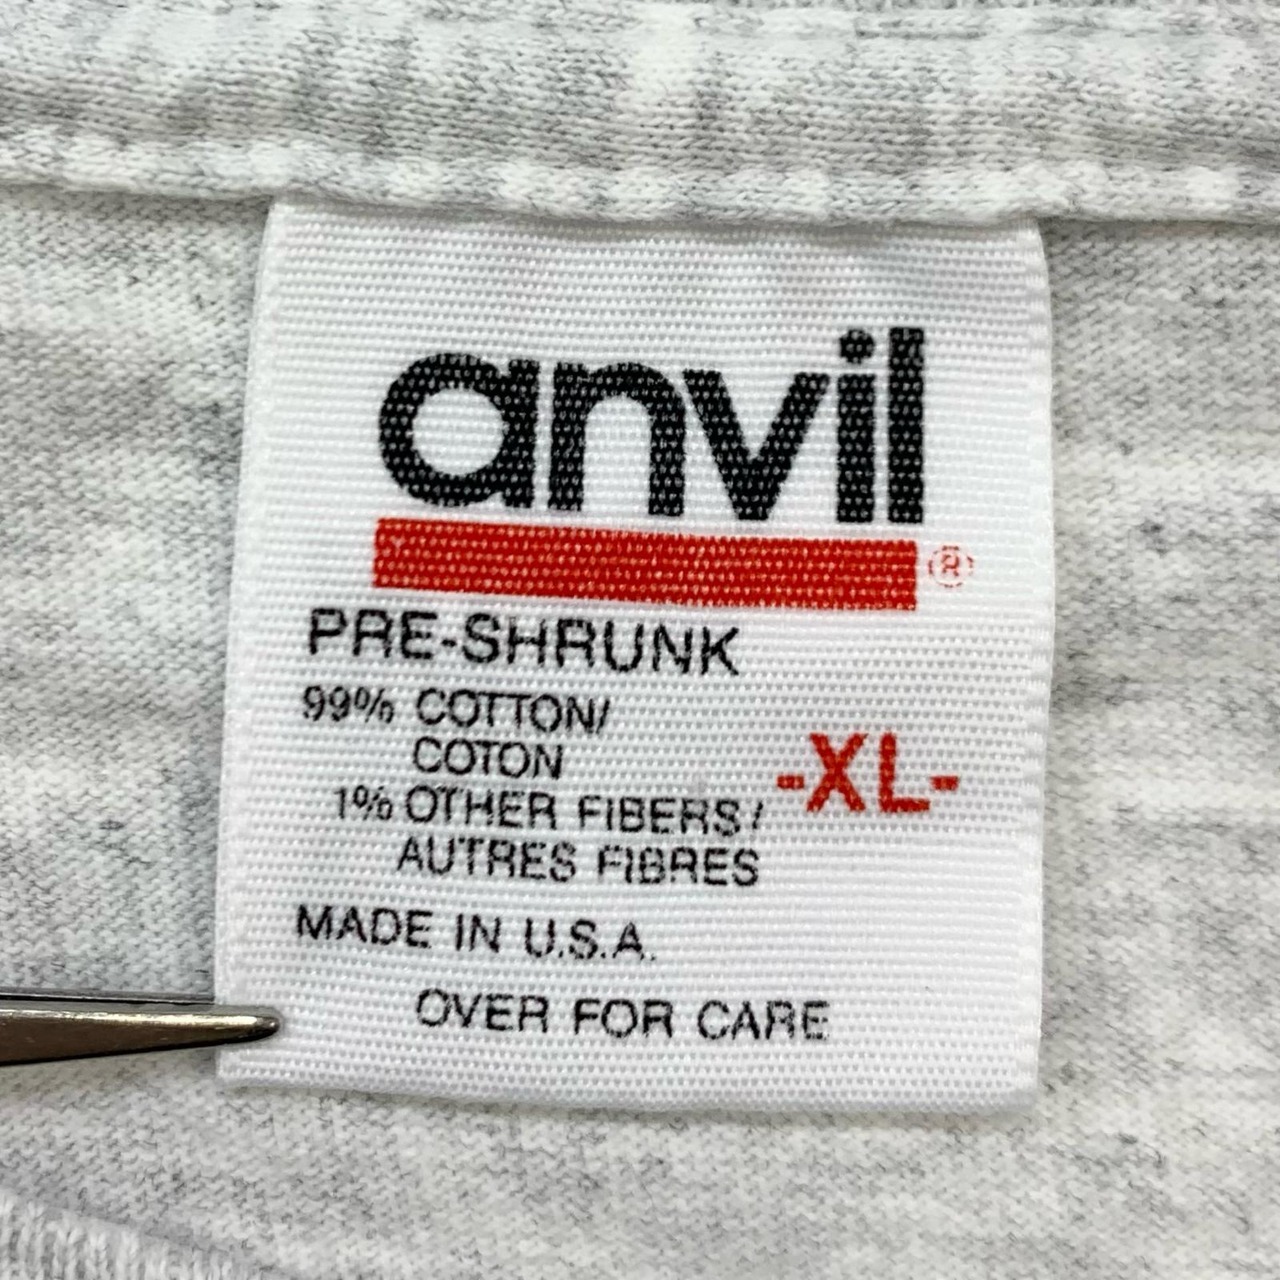 anvil
®
PRE-SHRUNK
99% COTTON/
COTON
1% OTHER FIBERS/
AUTRES FIBRES
-XL-
MADE IN U.S.A.
OVER FOR CARE